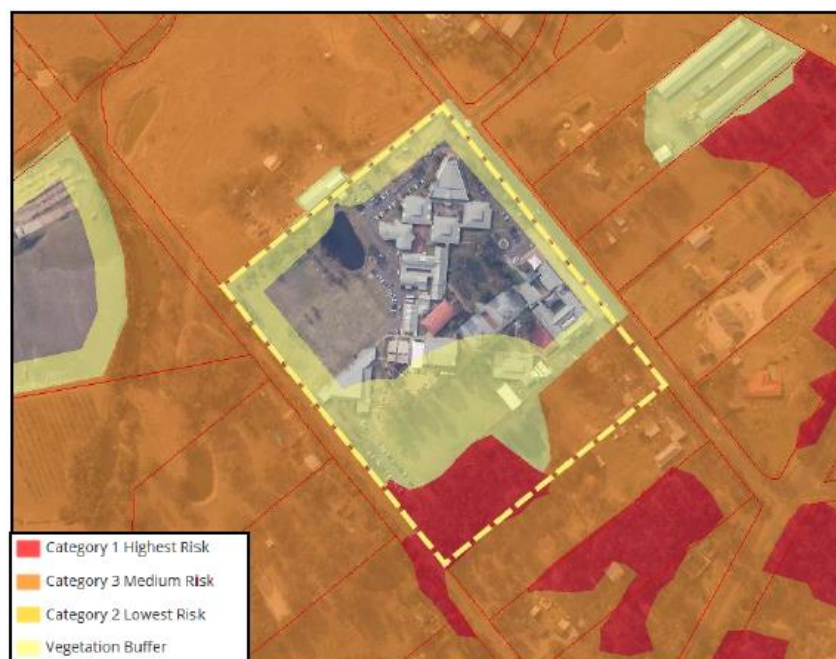 Category 1 Highest Risk
Category 3 Medium Risk
Category 2 Lowest Risk
Vegetation Buffer